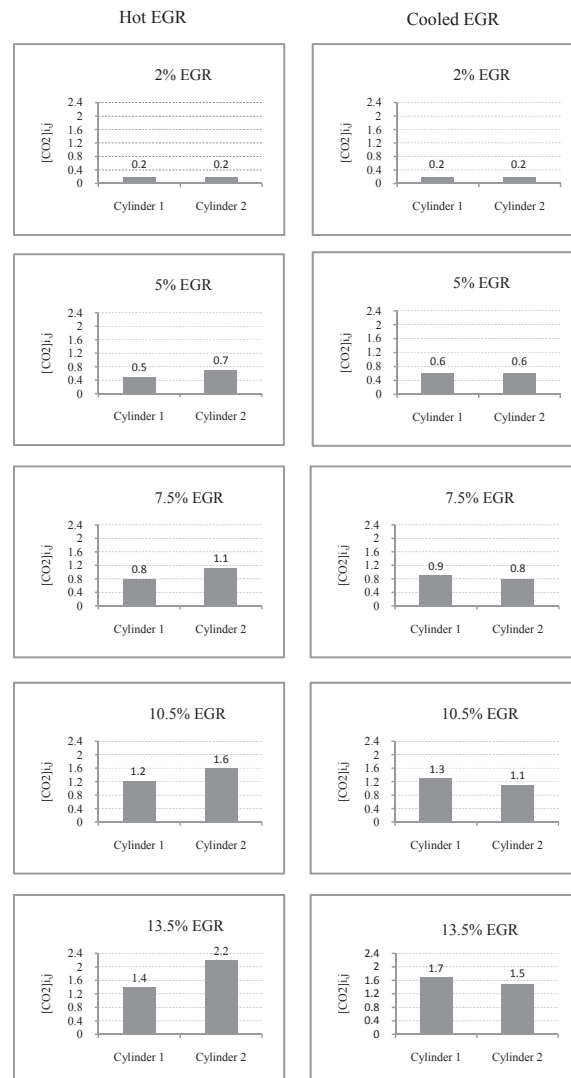 Hot EGR
Cooled EGR
2% EGR
[CO2]i,j
2.4
2
1.6
1.2
0.8
0.4
0
0.2
0.2
Cylinder 1
Cylinder 2
2% EGR
[CO2]i,j
2.4
2
1.6
1.2
0.8
0.4
0
0.2
0.2
Cylinder 1
Cylinder 2
5% EGR
[CO2]i,j
2.4
2
1.6
1.2
0.8
0.4
0
0.5
0.7
Cylinder 1
Cylinder 2
5% EGR
[CO2]i,j
2.4
2
1.6
1.2
0.8
0.4
0
0.6
0.6
Cylinder 1
Cylinder 2
7.5% EGR
[CO2]i,j
2.4
2
1.6
1.2
0.8
0.4
0
0.8
1.1
Cylinder 1
Cylinder 2
7.5% EGR
[CO2]i,j
2.4
2
1.6
1.2
0.8
0.4
0
0.9
0.8
Cylinder 1
Cylinder 2
10.5% EGR
[CO2]i,j
2.4
2
1.6
1.2
0.8
0.4
0
1.2
1.6
Cylinder 1
Cylinder 2
10.5% EGR
[CO2]i,j
2.4
2
1.6
1.2
0.8
0.4
0
1.3
1.1
Cylinder 1
Cylinder 2
13.5% EGR
[CO2]i,j
2.4
2
1.6
1.2
0.8
0.4
0
1.4
2.2
Cylinder 1
Cylinder 2
13.5% EGR
[CO2]i,j
2.4
2
1.6
1.2
0.8
0.4
0
1.7
1.5
Cylinder 1
Cylinder 2